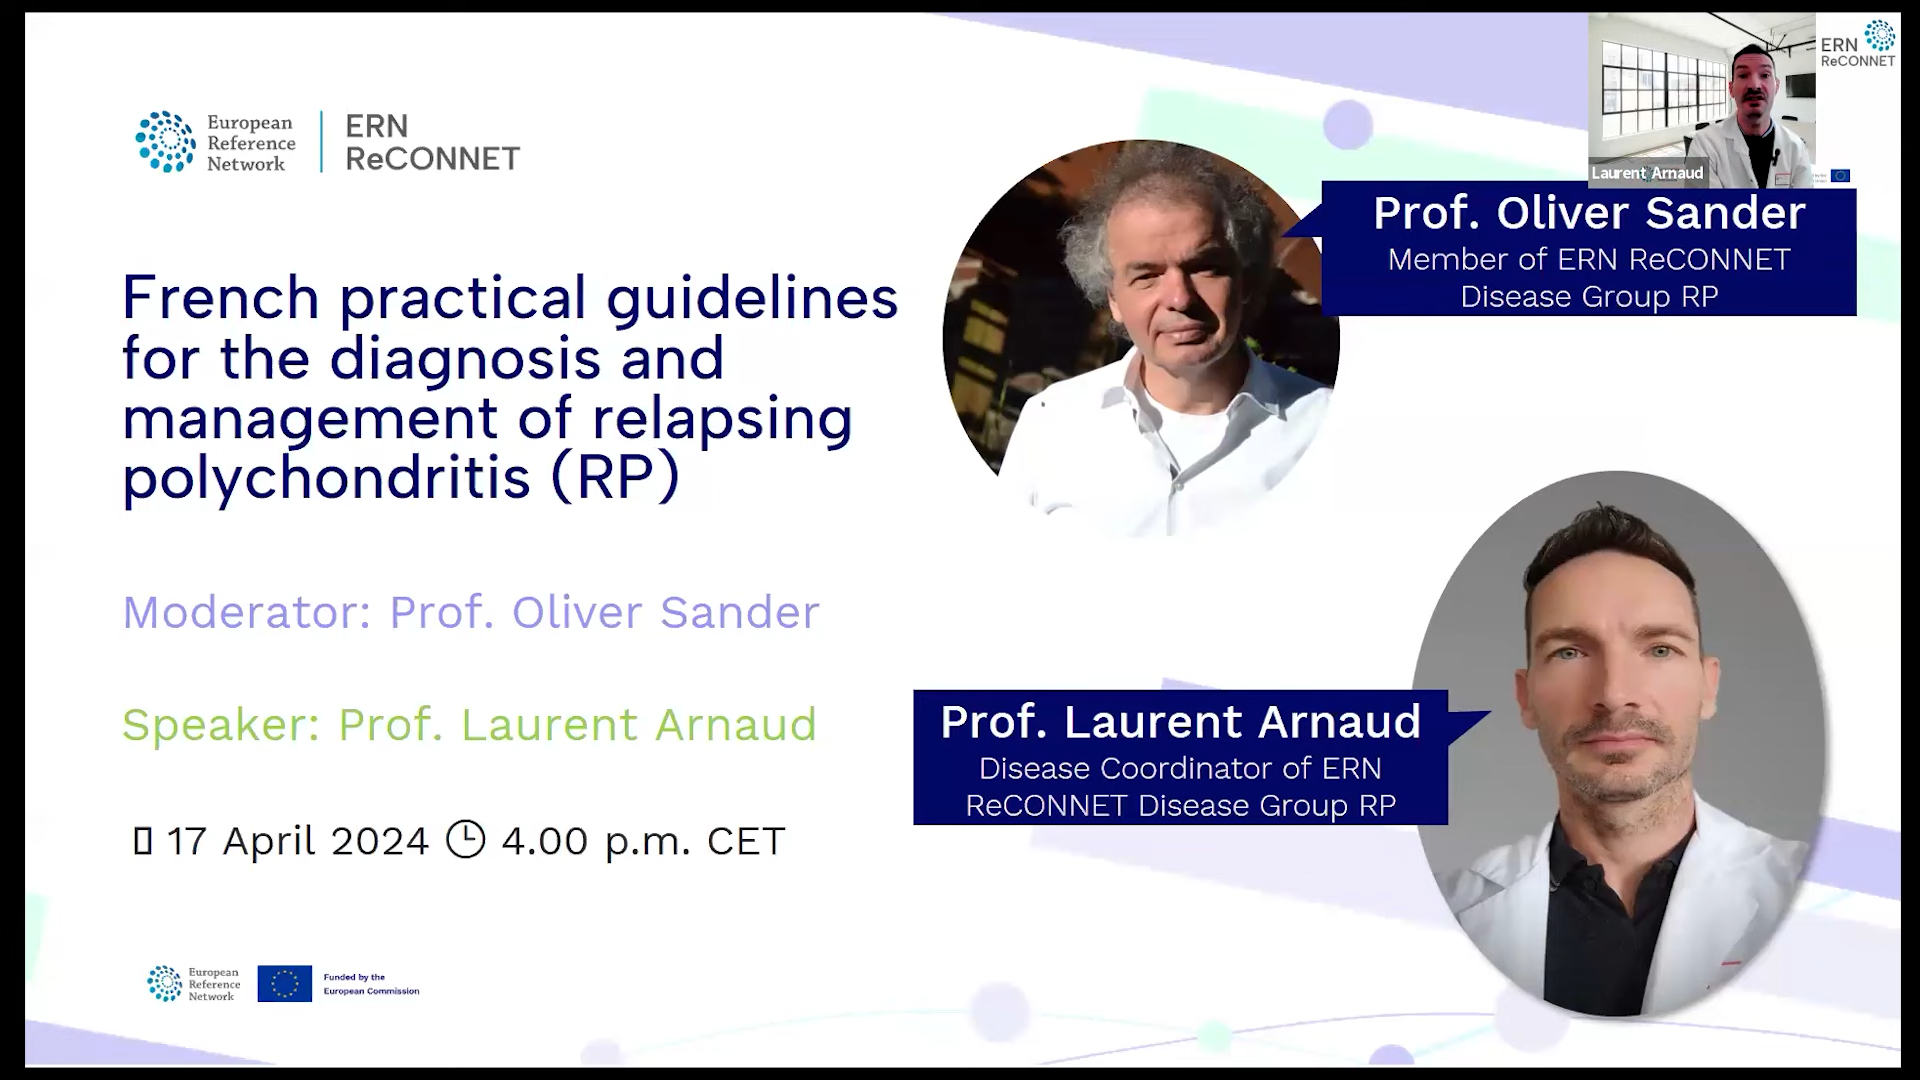 European
Reference
Network
ERN
ReCONNET
French practical guidelines
for the diagnosis and
management of relapsing
polychondritis (RP)
Moderator: Prof. Oliver Sander
Speaker: Prof. Laurent Arnaud
17 April 2024 4.00 p.m. CET
European
Reference
Network
Funded by the
European Commission
ERN
ReCONNET
Laurent Arnaud
Prof. Oliver Sander
Member of ERN ReCONNET
Disease Group RP
Prof. Laurent Arnaud
Disease Coordinator of ERN
ReCONNET Disease Group RP